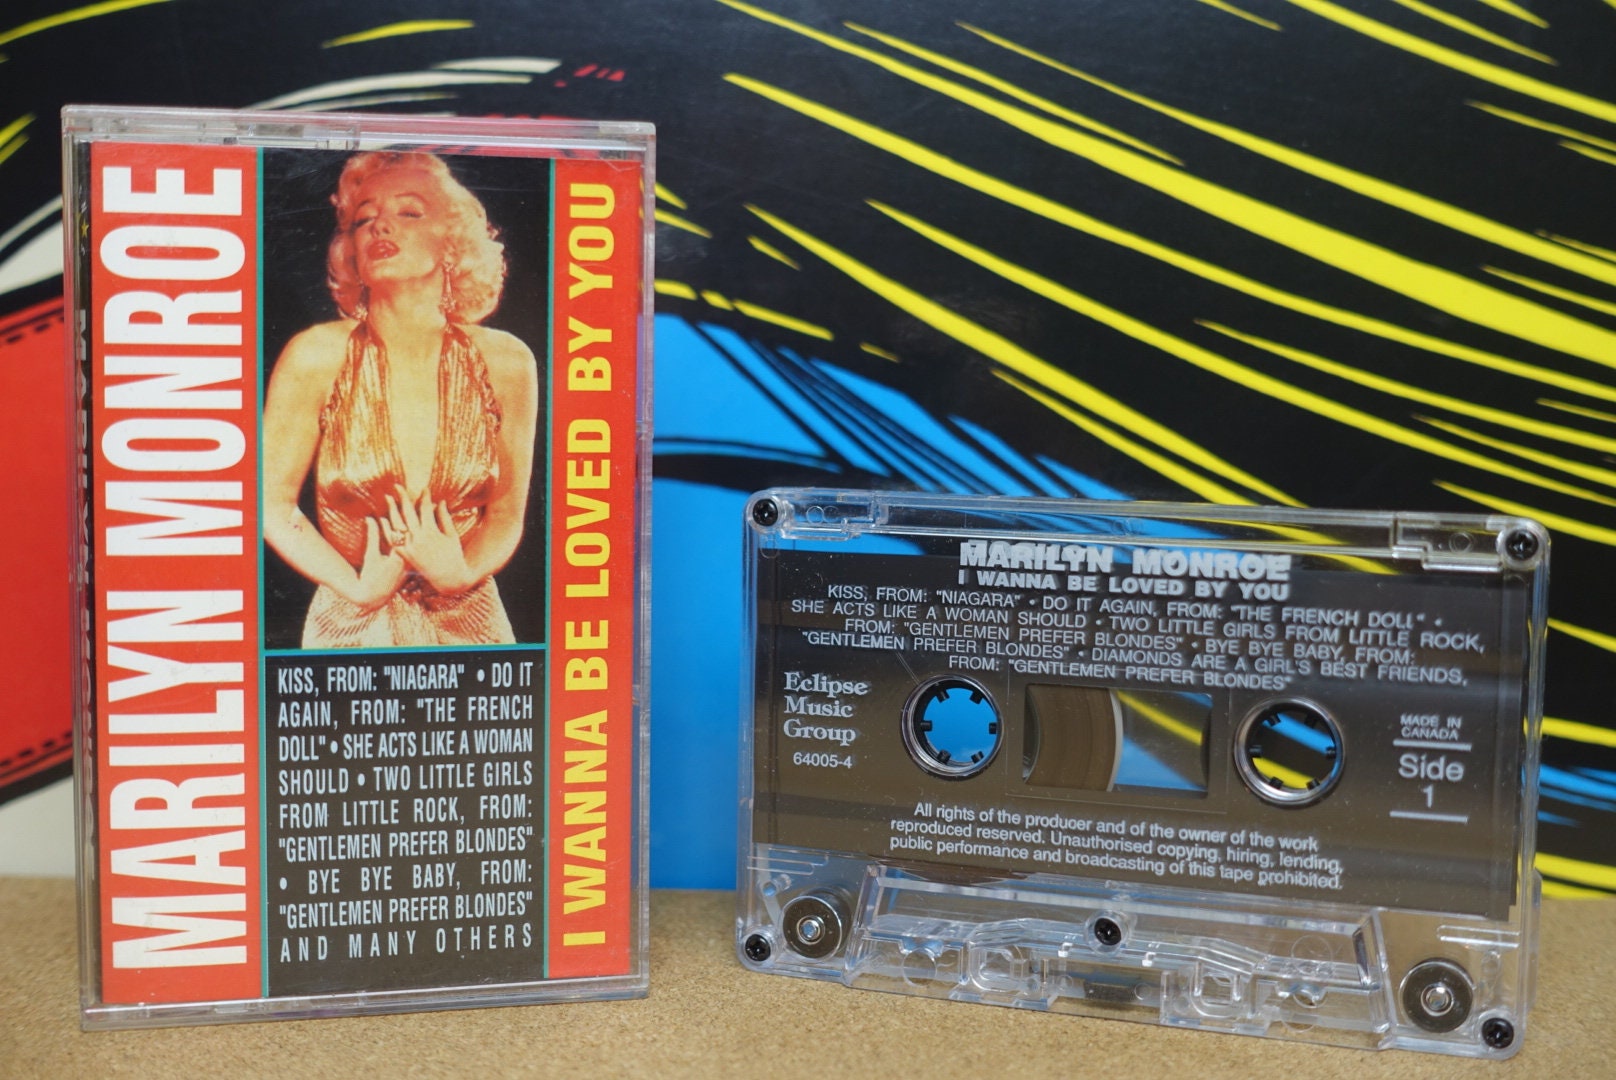 MARILYN MONROE
I WANNA BE LOVED BY YOU
KISS, FROM: "NIAGARA" • DO IT
AGAIN, FROM: "THE FRENCH
DOLL" • SHE ACTS LIKE A WOMAN
SHOULD • TWO LITTLE GIRLS
FROM LITTLE ROCK, FROM:
"GENTLEMEN PREFER BLONDES"
• BYE BYE BABY, FROM:
"GENTLEMEN PREFER BLONDES"
AND MANY OTHERS
MARILYN MONROE
I WANNA BE LOVED BY YOU
KISS, FROM: "NIAGARA" • DO IT AGAIN, FROM: "THE FRENCH DOLL" •
SHE ACTS LIKE A WOMAN SHOULD • TWO LITTLE GIRLS FROM LITTLE ROCK,
FROM: "GENTLEMEN PREFER BLONDES" • BYE BYE BABY, FROM:
"GENTLEMEN PREFER BLONDES" • DIAMONDS ARE A GIRL'S BEST FRIENDS,
FROM: "GENTLEMEN PREFER BLONDES"
Eclipse
Music
Group
64005-4
MADE IN
CANADA
Side
1
All rights of the producer and of the owner of the work
reproduced reserved. Unauthorised copying, hiring, lending,
public performance and broadcasting of this tape prohibited.